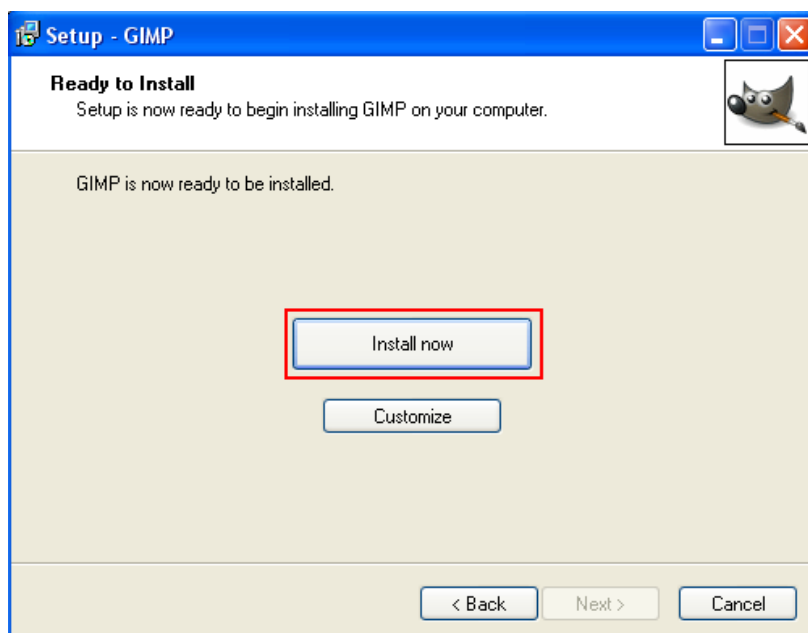 Setup - GIMP
Ready to Install
Setup is now ready to begin installing GIMP on your computer.
GIMP is now ready to be installed.
Install now
Customize
< Back
Next >
Cancel